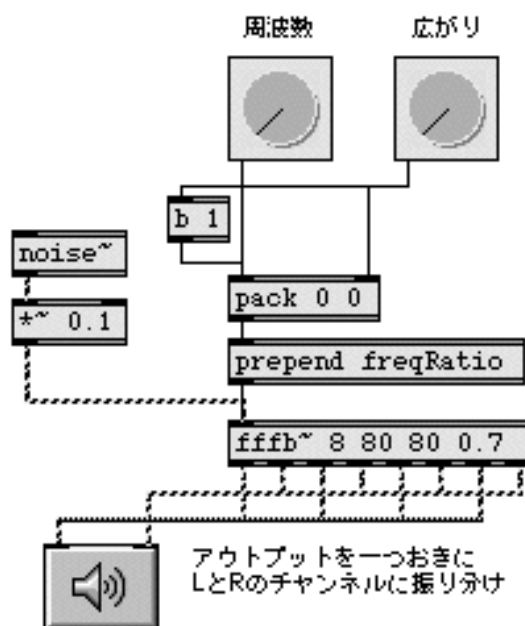 周波数 広がり
b 1
noise~
pack 0 0
*~ 0.1
prepend freqRatio
fffb~ 8 80 80 0.7
アウトプットを一つおきに
LとRのチャンネルに振り分け